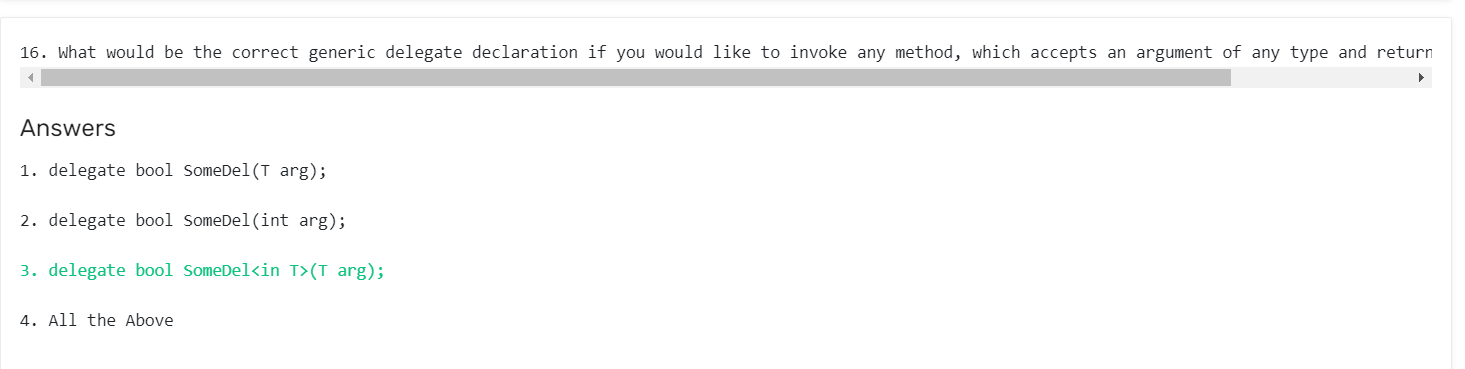 16. What would be the correct generic delegate declaration if you would like to invoke any method, which accepts an argument of any type and return
Answers
1. delegate bool SomeDel(T arg);
2. delegate bool SomeDel(int arg);
3. delegate bool SomeDel<in T>(T arg);
4. All the Above